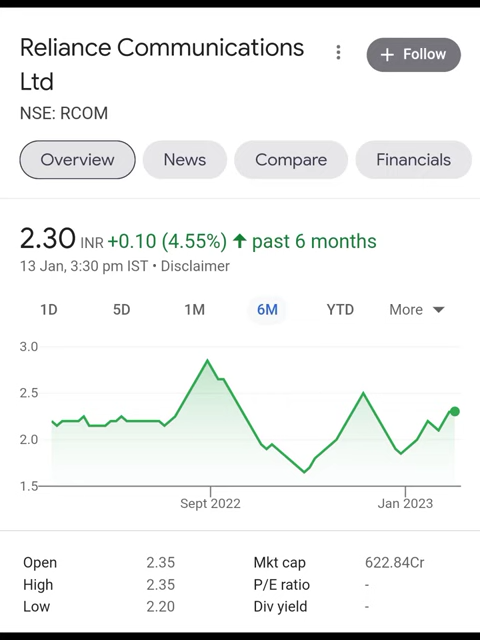 Reliance Communications
Ltd
+ Follow
NSE: RCOM
Overview News Compare Financials
2.30 INR +0.10 (4.55%) ↑ past 6 months
13 Jan, 3:30 pm IST • Disclaimer
1D 5D 1M 6M YTD More
3.0
2.5
2.0
1.5
Sept 2022 Jan 2023
Open 2.35 Mkt cap 622.84Cr
High 2.35 P/E ratio -
Low 2.20 Div yield -